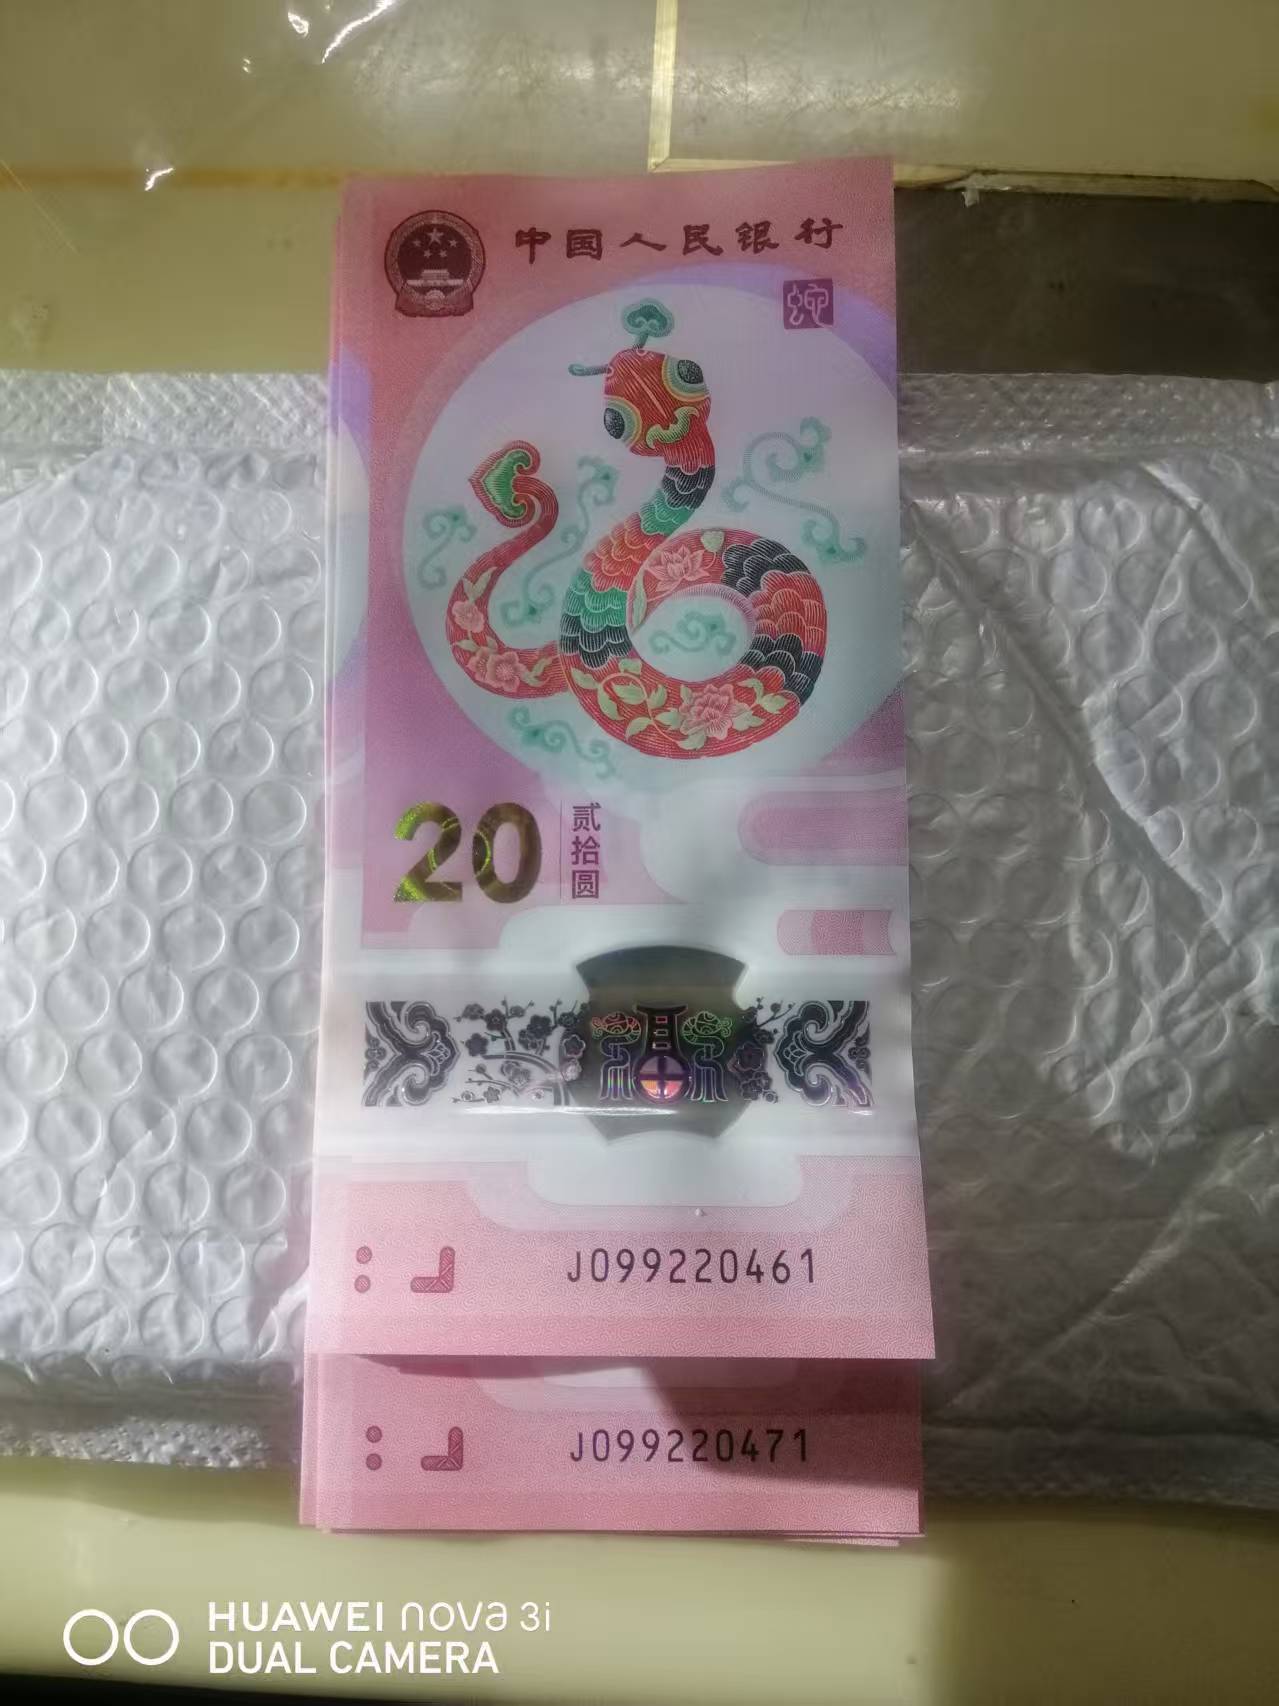 中国人民银行
蛇
20 贰拾圆
J099220461
J099220471
HUAWEI nova 3i
DUAL CAMERA